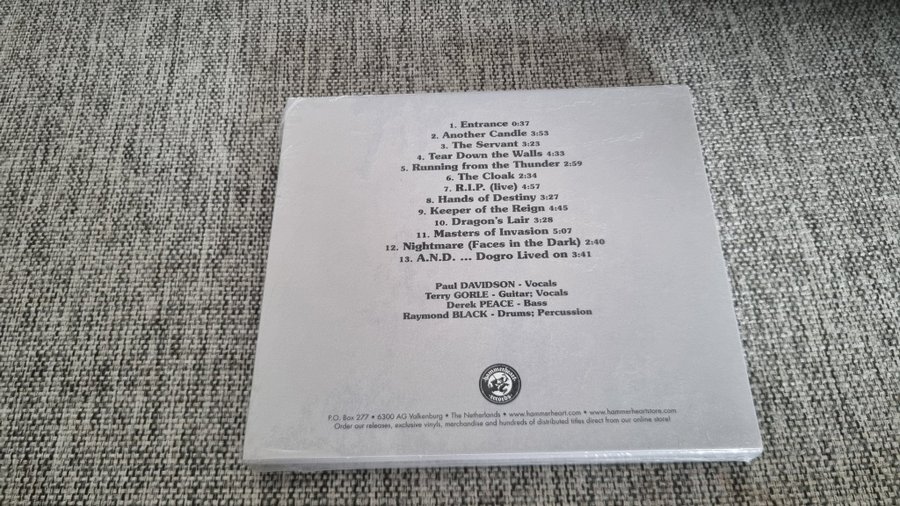 1. Entrance 0:37
2. Another Candle 3:53
3. The Servant 3:23
4. Tear Down the Walls 4:33
5. Running from the Thunder 2:59
6. The Cloak 2:34
7. R.I.P. (live) 4:57
8. Hands of Destiny 3:27
9. Keeper of the Reign 4:45
10. Dragon's Lair 3:28
11. Masters of Invasion 5:07
12. Nightmare (Faces in the Dark) 2:40
13. A.N.D. ... Dogro Lived on 3:41
Paul DAVIDSON - Vocals
Terry GORLE - Guitar; Vocals
Derek PEACE - Bass
Raymond BLACK - Drums; Percussion
hammerheart
records
P.O. Box 277 • 6300 AG Valkenburg • The Netherlands • www.hammerheart.com • www.hammerheartstore.com
Order our releases, exclusive vinyls, merchandise and hundreds of distributed titles direct from our online store!